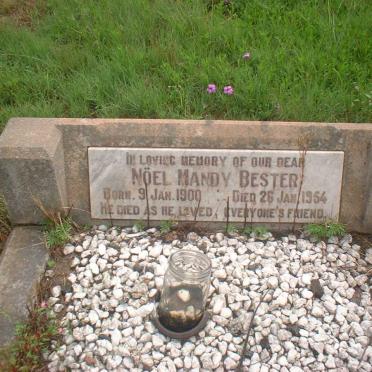 IN LOVING MEMORY OF OUR DEAR
NÖEL MANDY BESTER
BORN. 9 JAN. 1900 DIED 26 JAN. 1954
HE DIED AS HE LIVED, EVERYONE'S FRIEND.